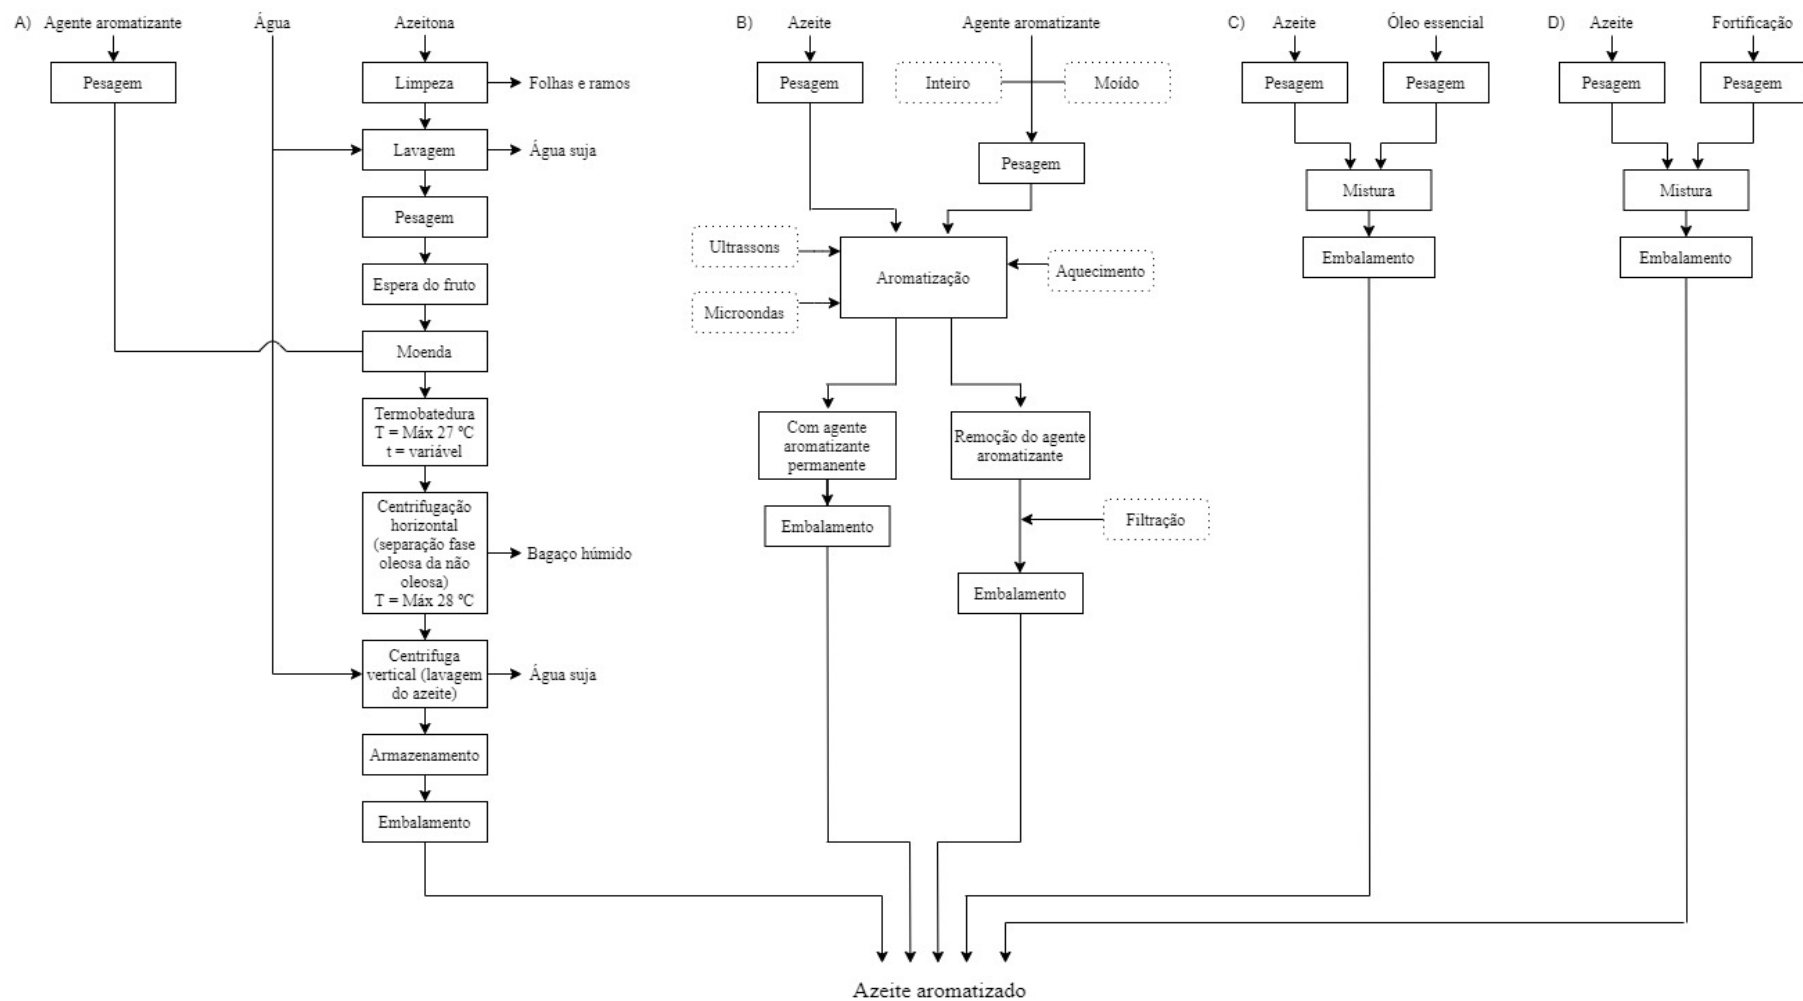 A)
Agente aromatizante
Pesagem
Água
Azeitona
Limpeza
Folhas e ramos
Lavagem
Água suja
Pesagem
Espera do fruto
Moenda
Termobatedura
T = Máx 27 ºC
t = variável
Centrifugação
horizontal
(separação fase
oleosa da não
oleosa)
T = Máx 28 ºC
Bagaço húmido
Centrifuga
vertical (lavagem
do azeite)
Água suja
Armazenamento
Embalamento
B)
Azeite
Pesagem
Agente aromatizante
Inteiro
Moído
Pesagem
Ultrassons
Microondas
Aromatização
Aquecimento
Com agente
aromatizante
permanente
Embalamento
Remoção do agente
aromatizante
Filtração
Embalamento
C)
Azeite
Óleo essencial
Pesagem
Pesagem
Mistura
Embalamento
D)
Azeite
Fortificação
Pesagem
Pesagem
Mistura
Embalamento
Azeite aromatizado